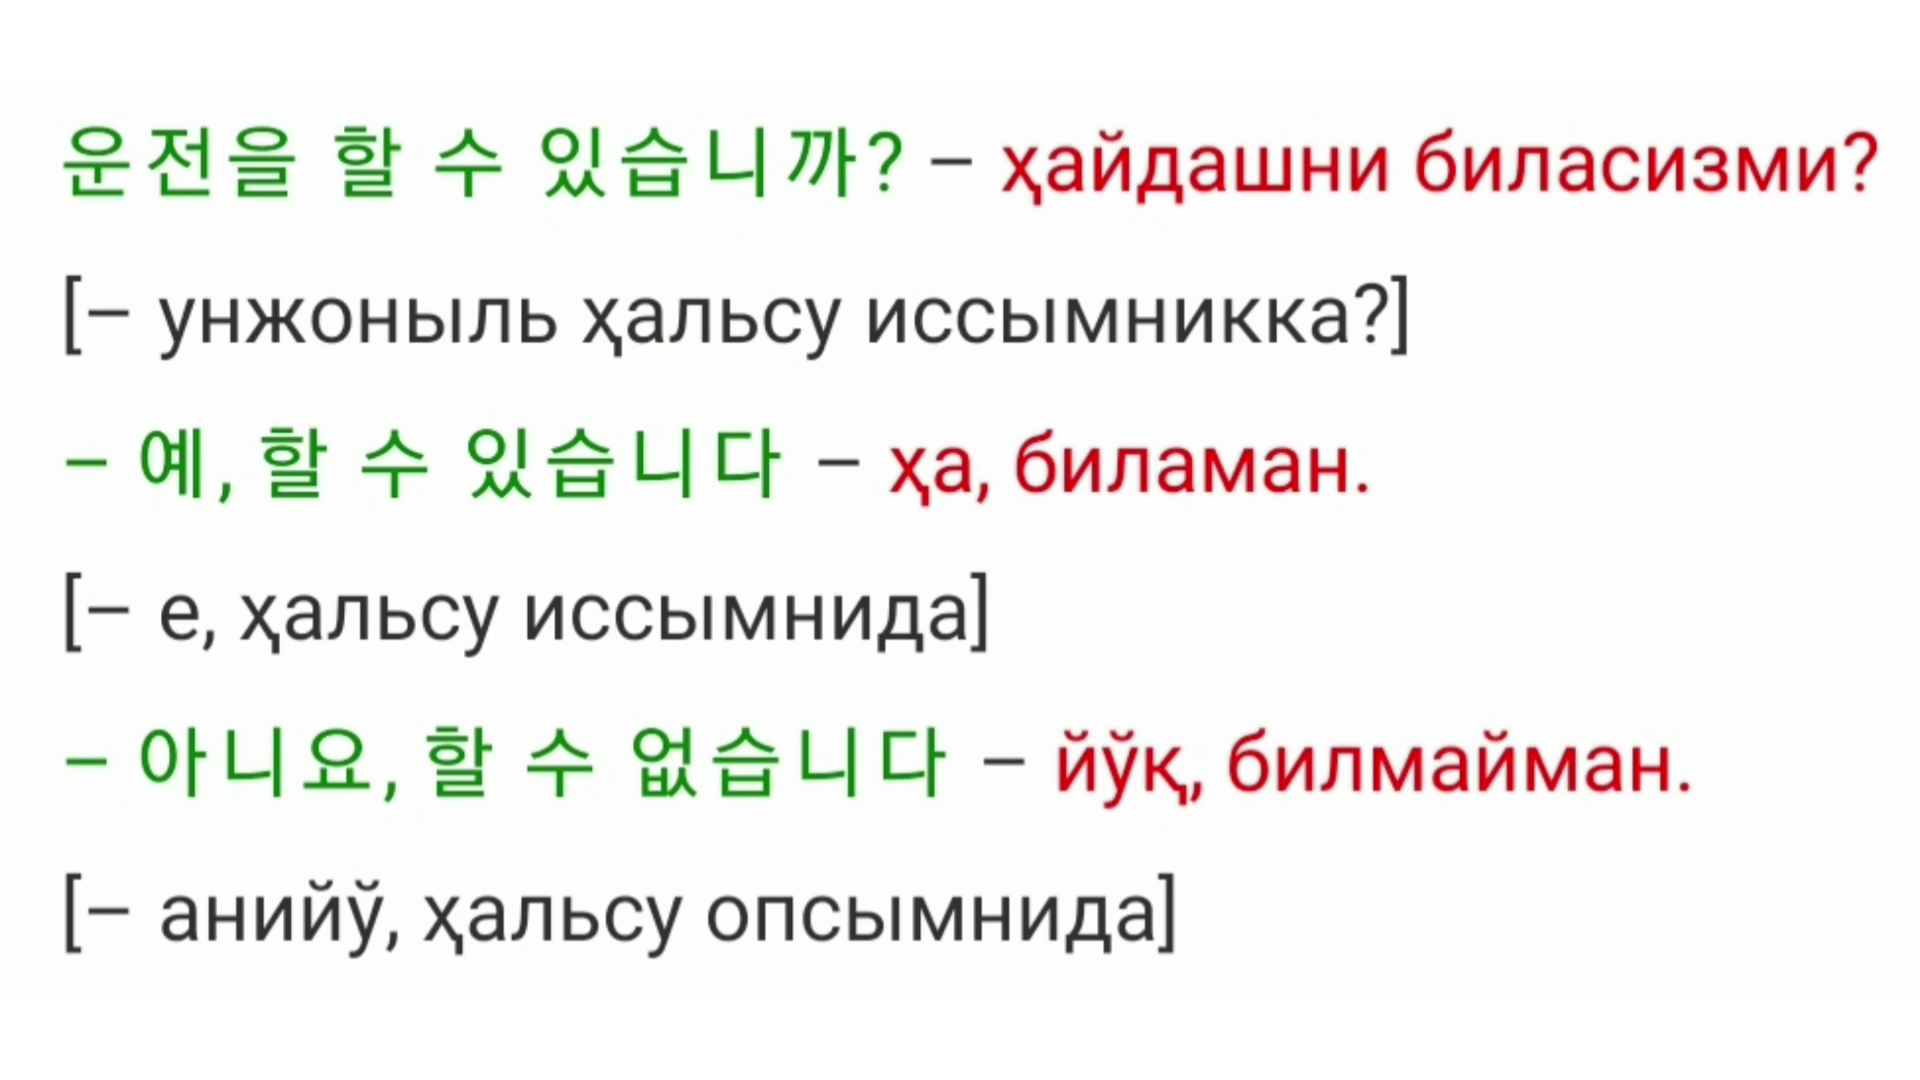 운전을 할 수 있습니까? – ҳайдашни биласизми?
[– унжоныль ҳальсу иссымникка?]
– 예, 할 수 있습니다 – ҳа, биламан.
[– е, ҳальсу иссымнида]
– 아니요, 할 수 없습니다 – йўқ, билмайман.
[– анийў, ҳальсу опсымнида]